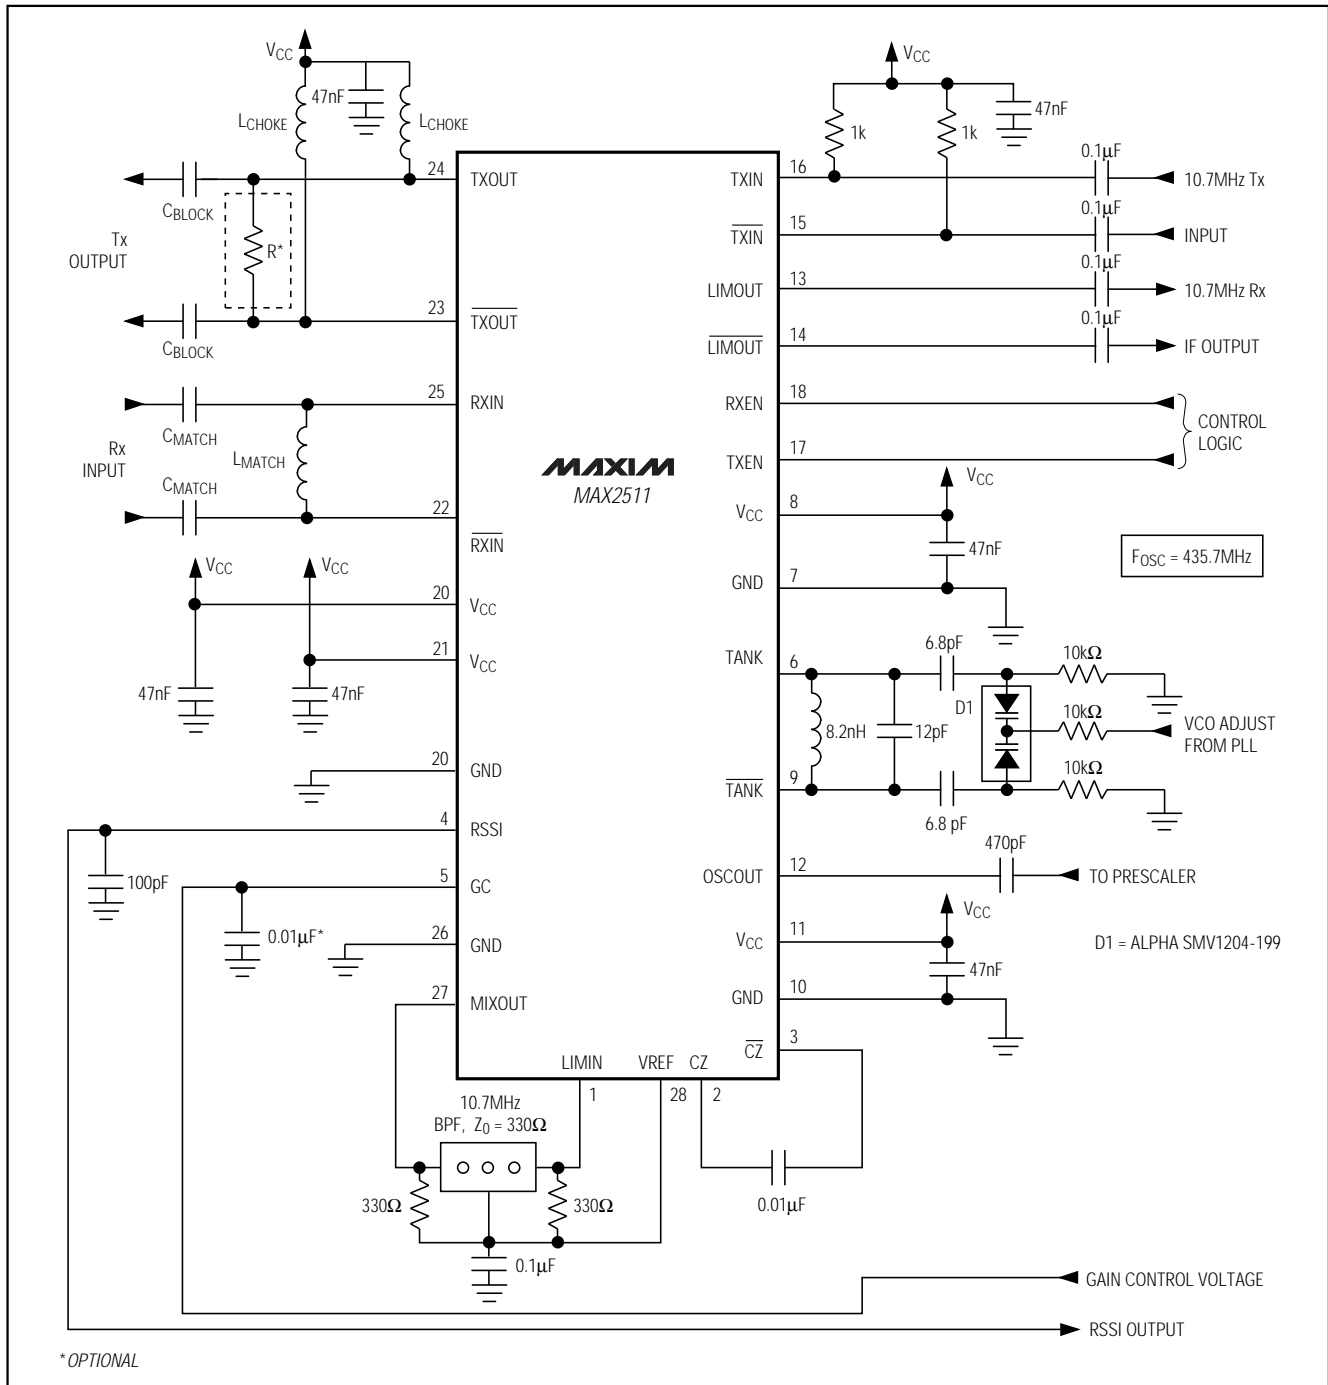 VCC
47nF
LCHOKE
LCHOKE
24
TXOUT
CBLOCK
Tx
OUTPUT
R*
23
TXOUT
CBLOCK
25
RXIN
CMATCH
Rx
INPUT
LMATCH
CMATCH
22
RXIN
VCC
VCC
20
VCC
21
VCC
47nF
47nF
20
GND
4
RSSI
100pF
5
GC
0.01µF*
26
GND
27
MIXOUT
MAXIM
MAX2511
LIMIN
VREF
CZ
1
28
2
10.7MHz
BPF, Z0 = 330Ω
330Ω
330Ω
0.1µF
VCC
1k
1k
47nF
16
TXIN
0.1µF
10.7MHz Tx
15
TXIN
0.1µF
INPUT
13
LIMOUT
0.1µF
10.7MHz Rx
14
LIMOUT
0.1µF
IF OUTPUT
18
RXEN
17
TXEN
CONTROL
LOGIC
VCC
8
VCC
47nF
FOSC = 435.7MHz
7
GND
6.8pF
TANK
6
10kΩ
D1
8.2nH
12pF
10kΩ
VCO ADJUST
FROM PLL
10kΩ
9
TANK
6.8 pF
470pF
12
OSCOUT
TO PRESCALER
VCC
11
VCC
D1 = ALPHA SMV1204-199
47nF
10
GND
3
CZ
0.01µF
GAIN CONTROL VOLTAGE
RSSI OUTPUT
*OPTIONAL